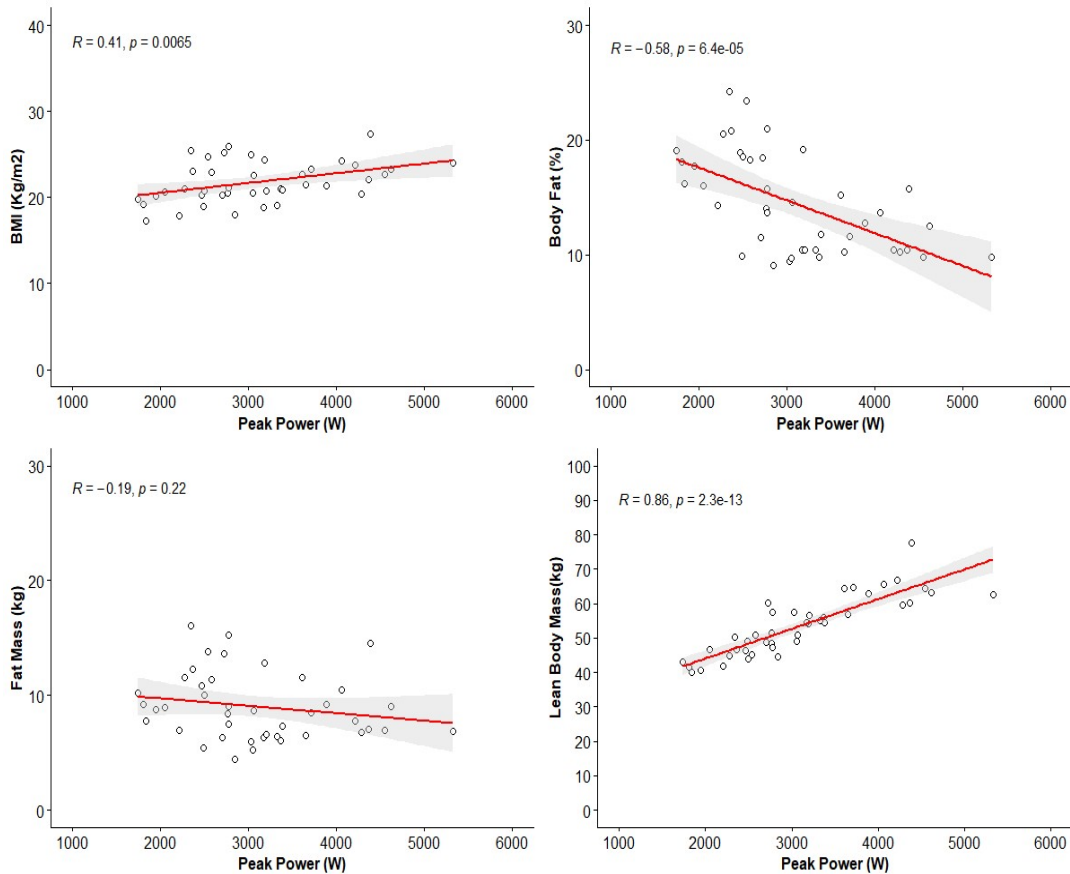 BMI (Kg/m2)
40
30
20
10
0
R = 0.41, p = 0.0065
1000 2000 3000 4000 5000 6000
Peak Power (W)
Body Fat (%)
30
20
10
0
R = −0.58, p = 6.4e-05
1000 2000 3000 4000 5000 6000
Peak Power (W)
Fat Mass (kg)
30
20
10
0
R = −0.19, p = 0.22
1000 2000 3000 4000 5000 6000
Peak Power (W)
Lean Body Mass(kg)
100
90
80
70
60
50
40
30
20
10
0
R = 0.86, p = 2.3e-13
1000 2000 3000 4000 5000 6000
Peak Power (W)